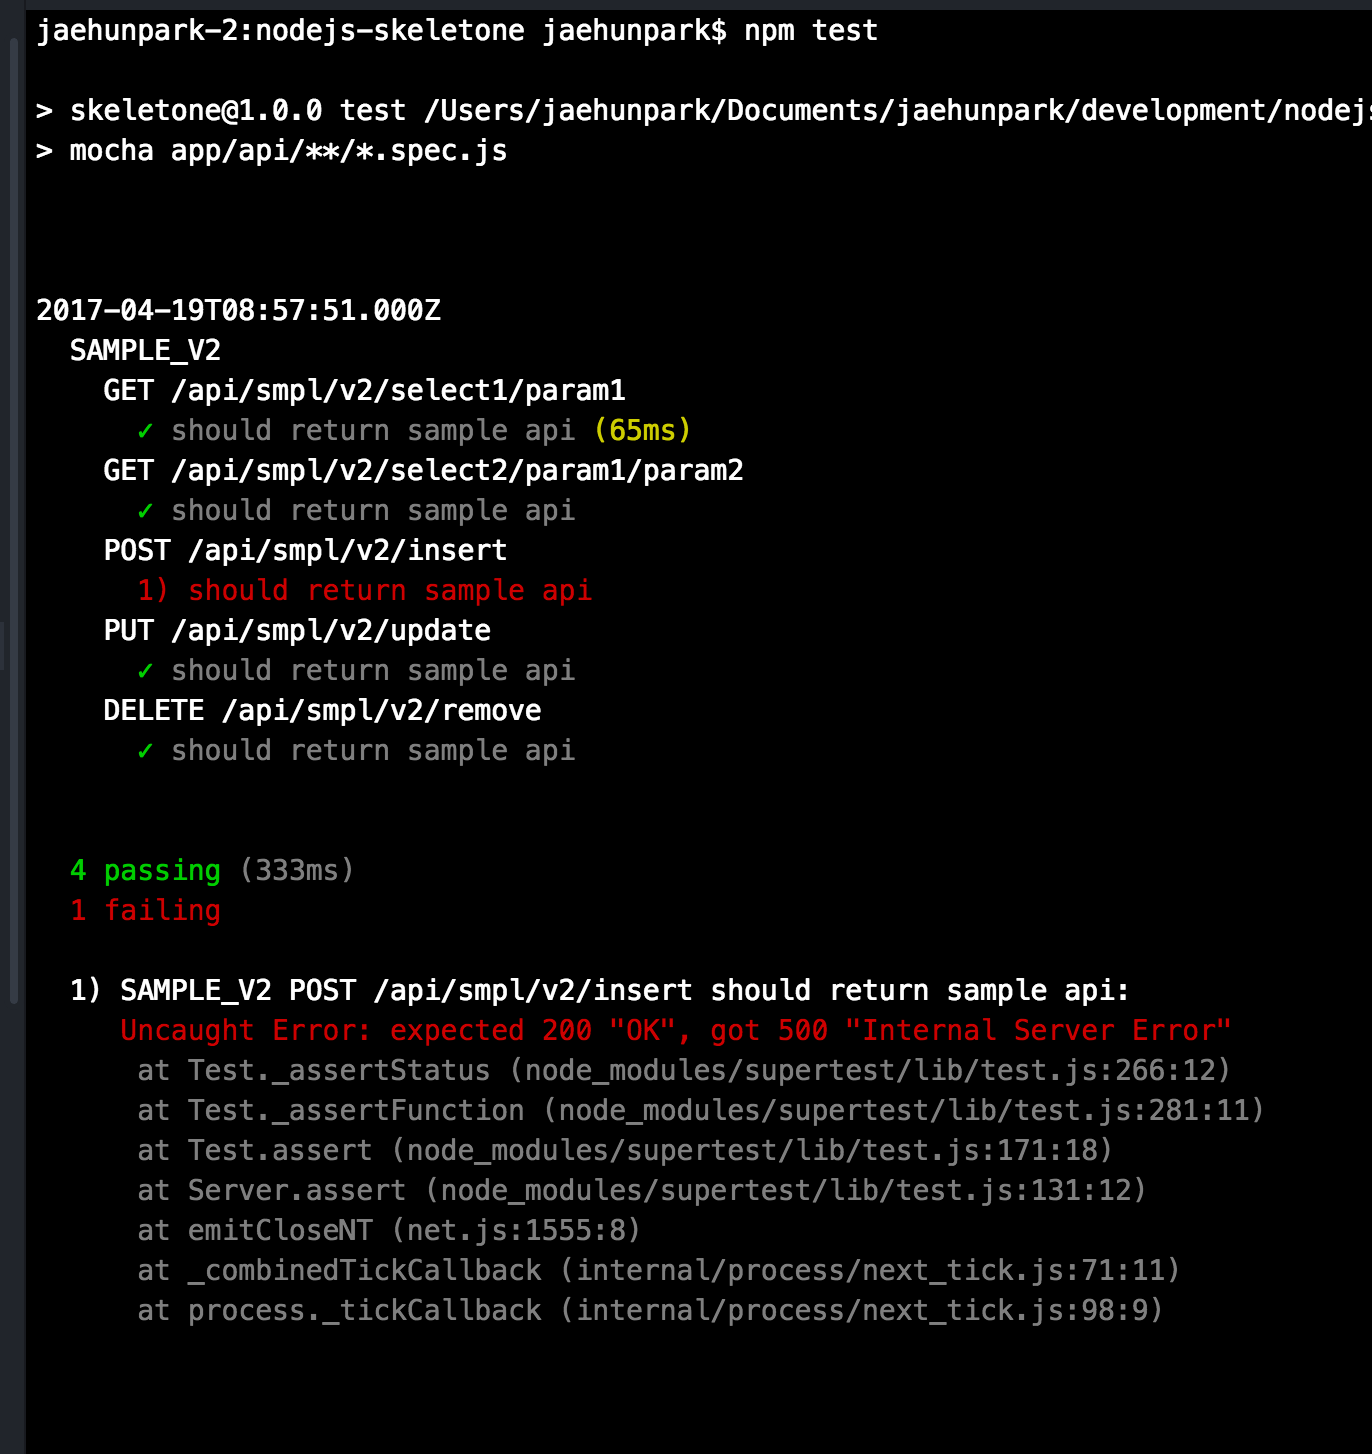 jaehunpark-2:nodejs-skeletone jaehunpark$ npm test
> skeletone@1.0.0 test /Users/jaehunpark/Documents/jaehunpark/development/nodejs
> mocha app/api/**/*.spec.js
2017-04-19T08:57:51.000Z
SAMPLE_V2
GET /api/smpl/v2/select1/param1
✓ should return sample api (65ms)
GET /api/smpl/v2/select2/param1/param2
✓ should return sample api
POST /api/smpl/v2/insert
1) should return sample api
PUT /api/smpl/v2/update
✓ should return sample api
DELETE /api/smpl/v2/remove
✓ should return sample api
4 passing (333ms)
1 failing
1) SAMPLE_V2 POST /api/smpl/v2/insert should return sample api:
Uncaught Error: expected 200 "OK", got 500 "Internal Server Error"
at Test._assertStatus (node_modules/supertest/lib/test.js:266:12)
at Test._assertFunction (node_modules/supertest/lib/test.js:281:11)
at Test.assert (node_modules/supertest/lib/test.js:171:18)
at Server.assert (node_modules/supertest/lib/test.js:131:12)
at emitCloseNT (net.js:1555:8)
at _combinedTickCallback (internal/process/next_tick.js:71:11)
at process._tickCallback (internal/process/next_tick.js:98:9)